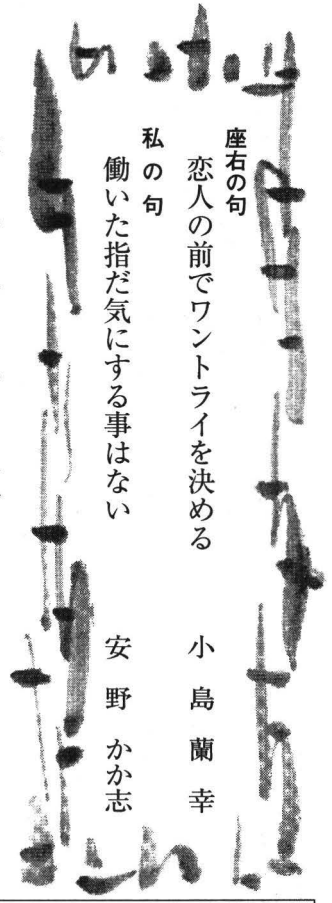 座右の句
恋人の前でワントライを決める 小島蘭幸
私の句
働いた指だ気にする事はない 安野かか志